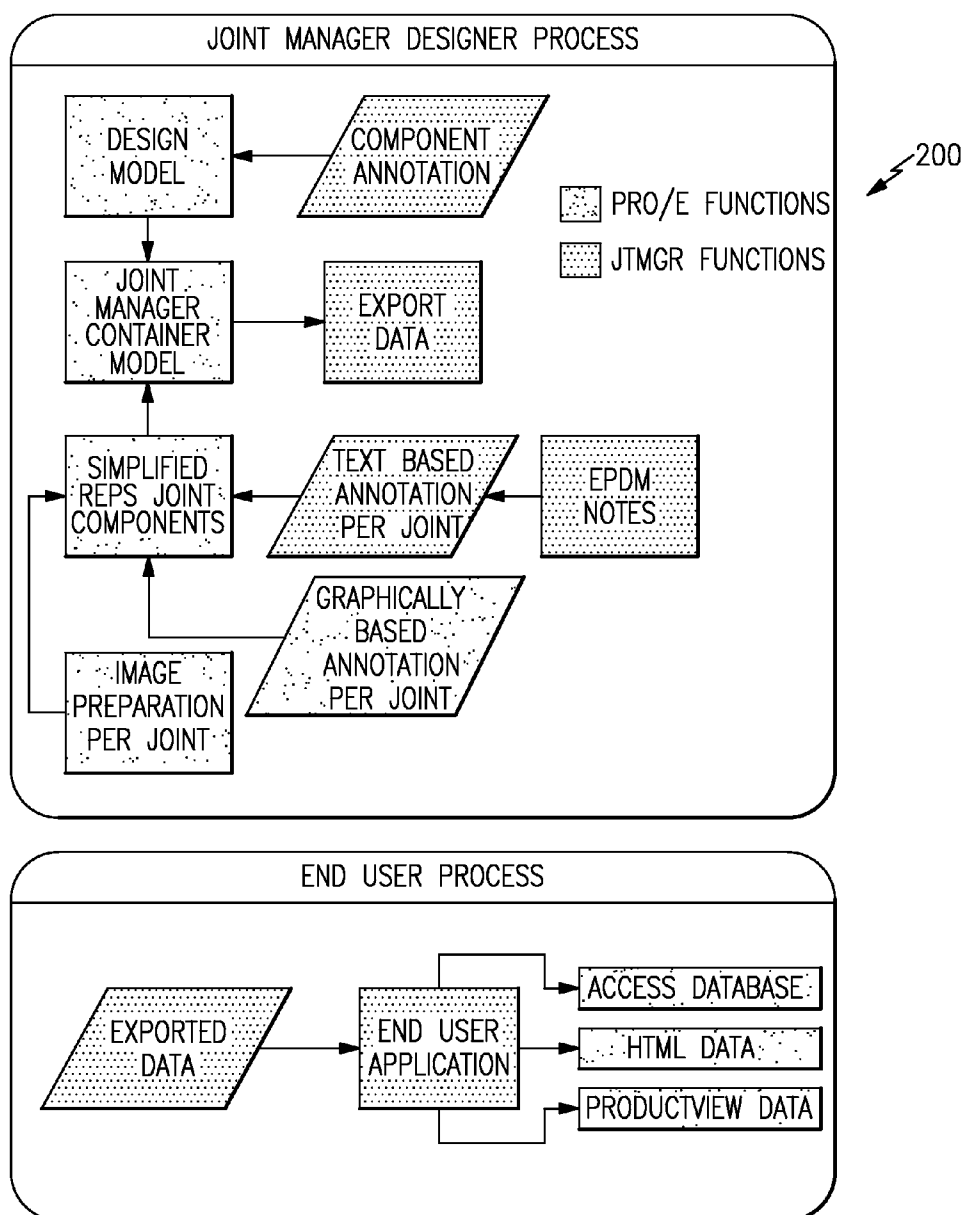 JOINT MANAGER DESIGNER PROCESS
DESIGN
MODEL
COMPONENT
ANNOTATION
200
PRO/E FUNCTIONS
JTMGR FUNCTIONS
JOINT
MANAGER
CONTAINER
MODEL
EXPORT
DATA
SIMPLIFIED
REPS JOINT
COMPONENTS
TEXT BASED
ANNOTATION
PER JOINT
EPDM
NOTES
GRAPHICALLY
BASED
ANNOTATION
PER JOINT
IMAGE
PREPARATION
PER JOINT
END USER PROCESS
EXPORTED
DATA
END USER
APPLICATION
ACCESS DATABASE
HTML DATA
PRODUCTVIEW DATA